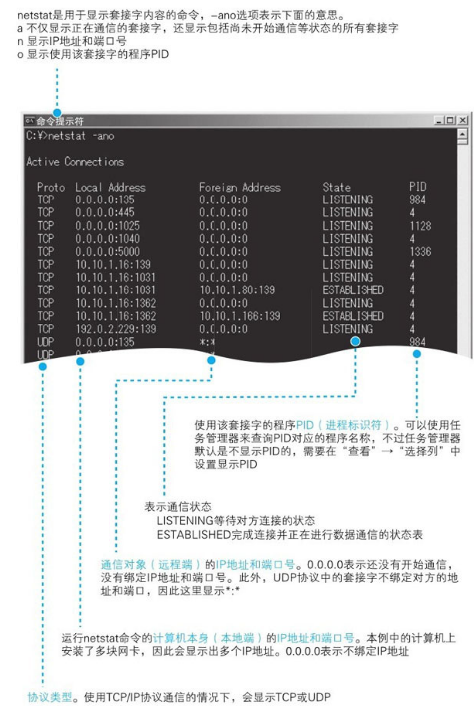 netstat是用于显示套接字内容的命令，–ano选项表示下面的意思。
a 不仅显示正在通信的套接字，还显示包括尚未开始通信等状态的所有套接字
n 显示IP地址和端口号
o 显示使用该套接字的程序PID
命令提示符
C:¥>netstat -ano
Active Connections
Proto Local Address Foreign Address State PID
TCP 0.0.0.0:135 0.0.0.0:0 LISTENING 984
TCP 0.0.0.0:445 0.0.0.0:0 LISTENING 4
TCP 0.0.0.0:1025 0.0.0.0:0 LISTENING 1128
TCP 0.0.0.0:1040 0.0.0.0:0 LISTENING 4
TCP 0.0.0.0:5000 0.0.0.0:0 LISTENING 1336
TCP 10.10.1.16:139 0.0.0.0:0 LISTENING 4
TCP 10.10.1.16:1031 0.0.0.0:0 LISTENING 4
TCP 10.10.1.16:1031 10.10.1.80:139 ESTABLISHED 4
TCP 10.10.1.16:1362 0.0.0.0:0 LISTENING 4
TCP 10.10.1.16:1362 10.10.1.166:139 ESTABLISHED 4
TCP 192.0.2.229:139 0.0.0.0:0 LISTENING 4
UDP 0.0.0.0:135 *:* 984
UDP
使用该套接字的程序PID（进程标识符）。可以使用任
务管理器来查询PID对应的程序名称，不过任务管理器
默认是不显示PID的，需要在“查看”→“选择列”中
设置显示PID
表示通信状态
LISTENING等待对方连接的状态
ESTABLISHED完成连接并正在进行数据通信的状态表
通信对象（远程端）的IP地址和端口号。0.0.0.0表示还没有开始通信，
没有绑定IP地址和端口号。此外，UDP协议中的套接字不绑定对方的地
址和端口，因此这里显示*:*
运行netstat命令的计算机本身（本地端）的IP地址和端口号。本例中的计算机上
安装了多块网卡，因此会显示出多个IP地址。0.0.0.0表示不绑定IP地址
协议类型。使用TCP/IP协议通信的情况下，会显示TCP或UDP